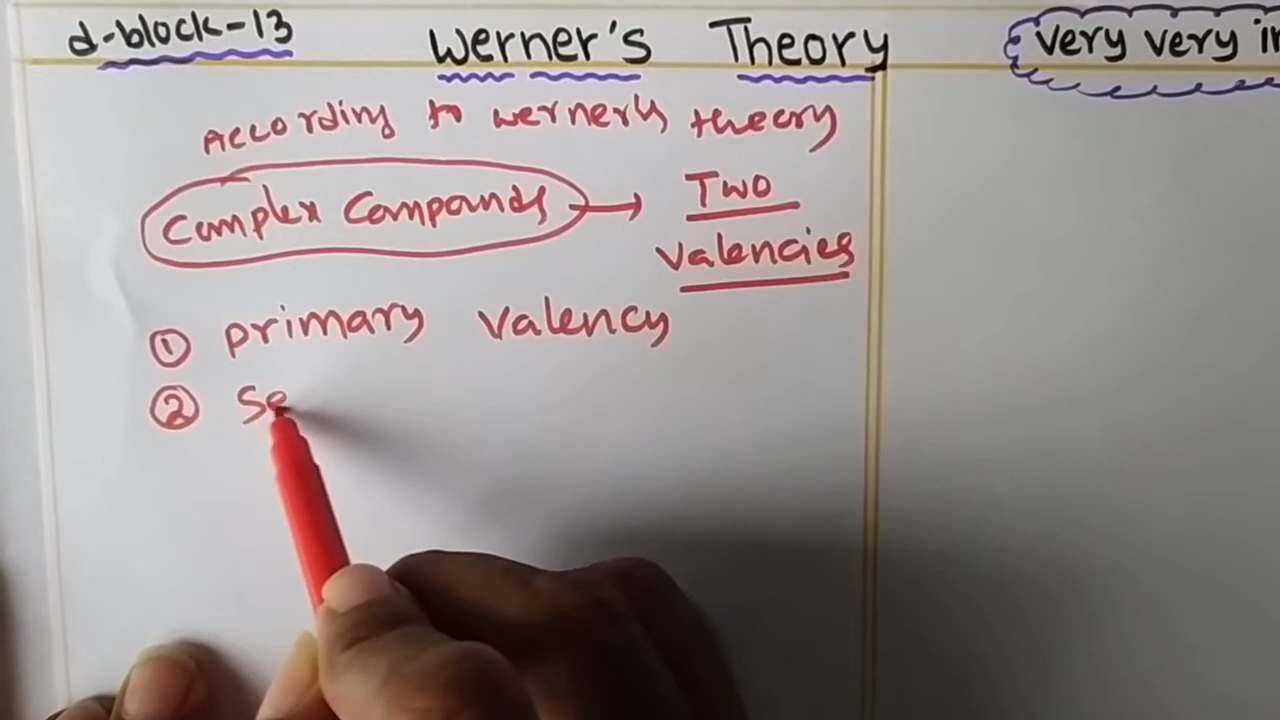 d-block-13 Werner's Theory very very
According to werner's theory
Complex Compounds → Two
Valencies
① primary Valency
② Se